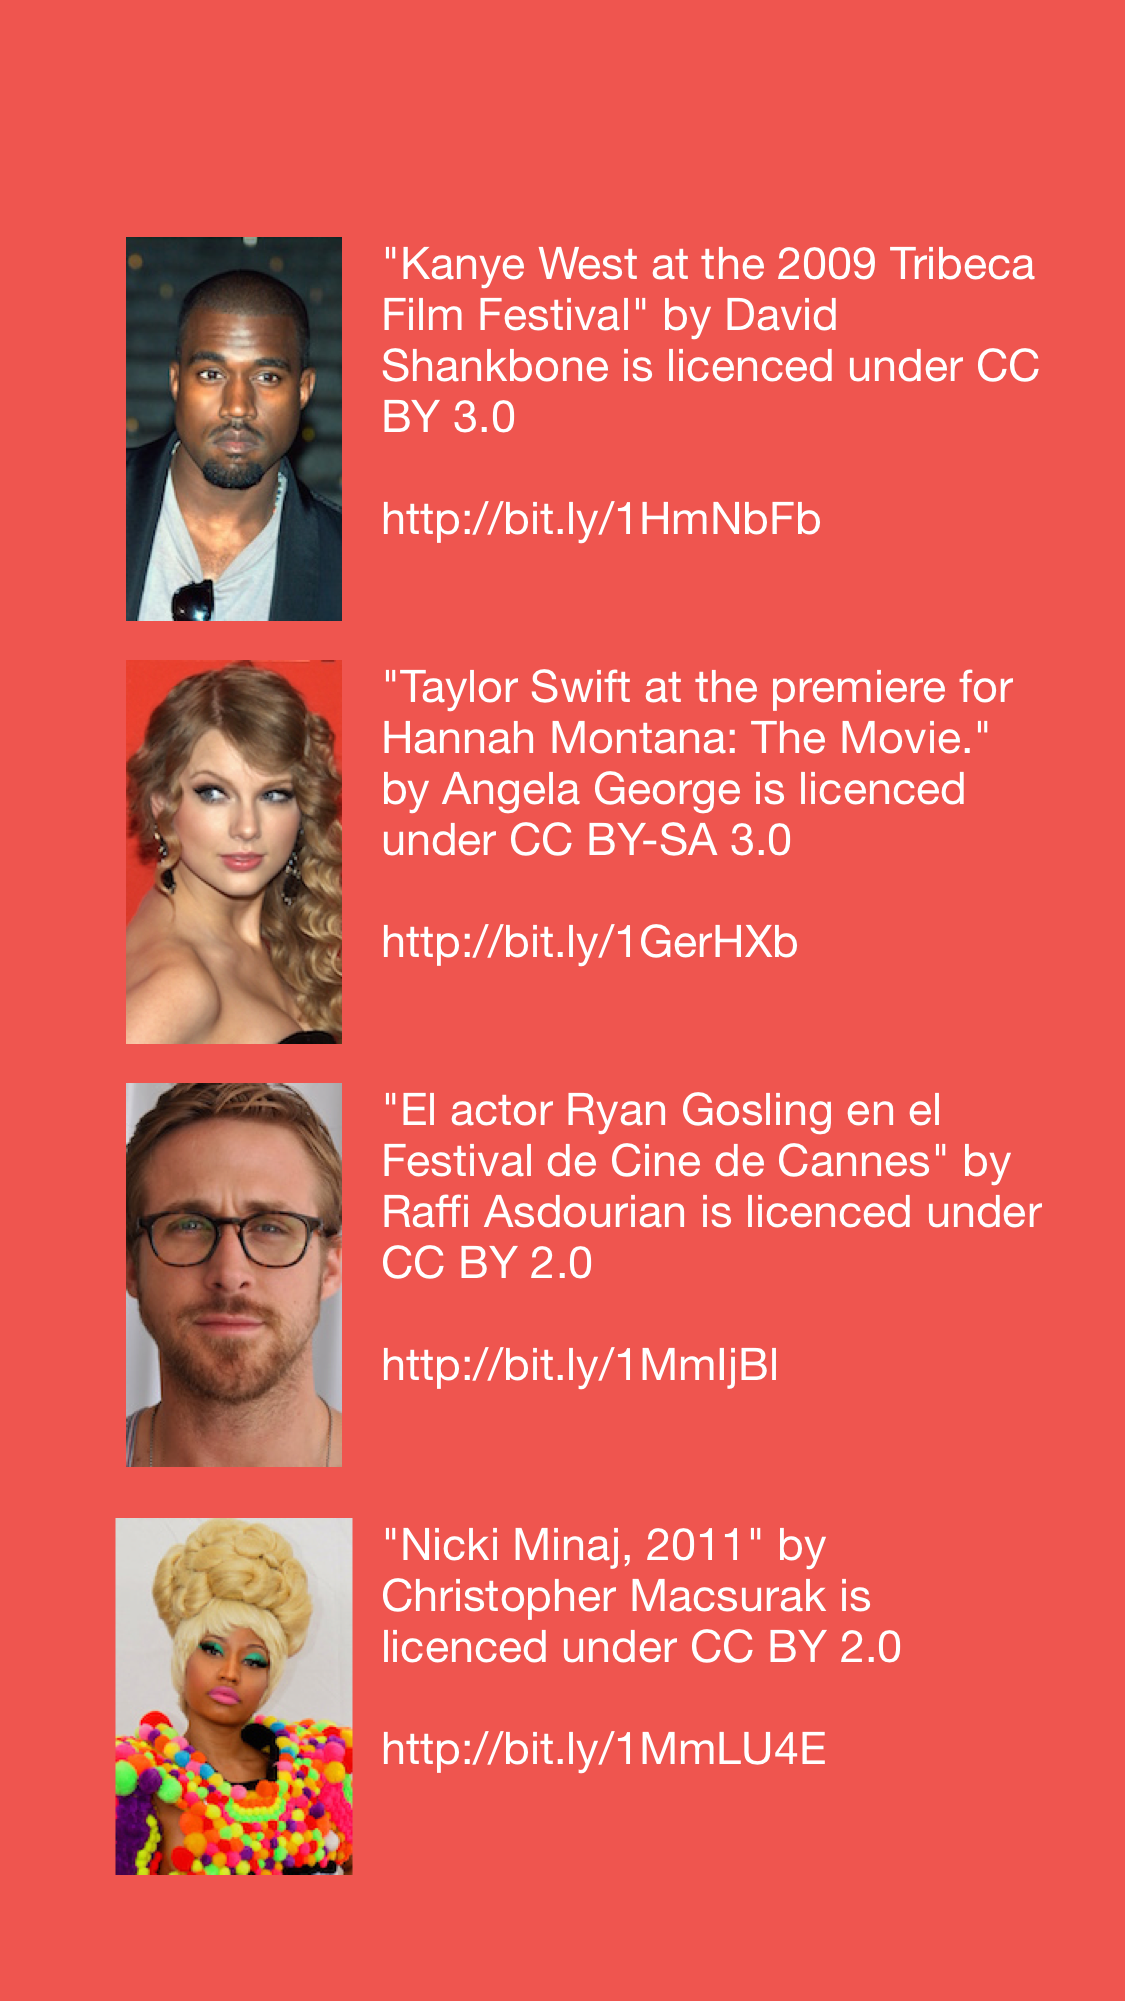 "Kanye West at the 2009 Tribeca
Film Festival" by David
Shankbone is licenced under CC
BY 3.0
http://bit.ly/1HmNbFb
"Taylor Swift at the premiere for
Hannah Montana: The Movie."
by Angela George is licenced
under CC BY-SA 3.0
http://bit.ly/1GerHXb
"El actor Ryan Gosling en el
Festival de Cine de Cannes" by
Raffi Asdourian is licenced under
CC BY 2.0
http://bit.ly/1MmIjBl
"Nicki Minaj, 2011" by
Christopher Macsurak is
licenced under CC BY 2.0
http://bit.ly/1MmLU4E